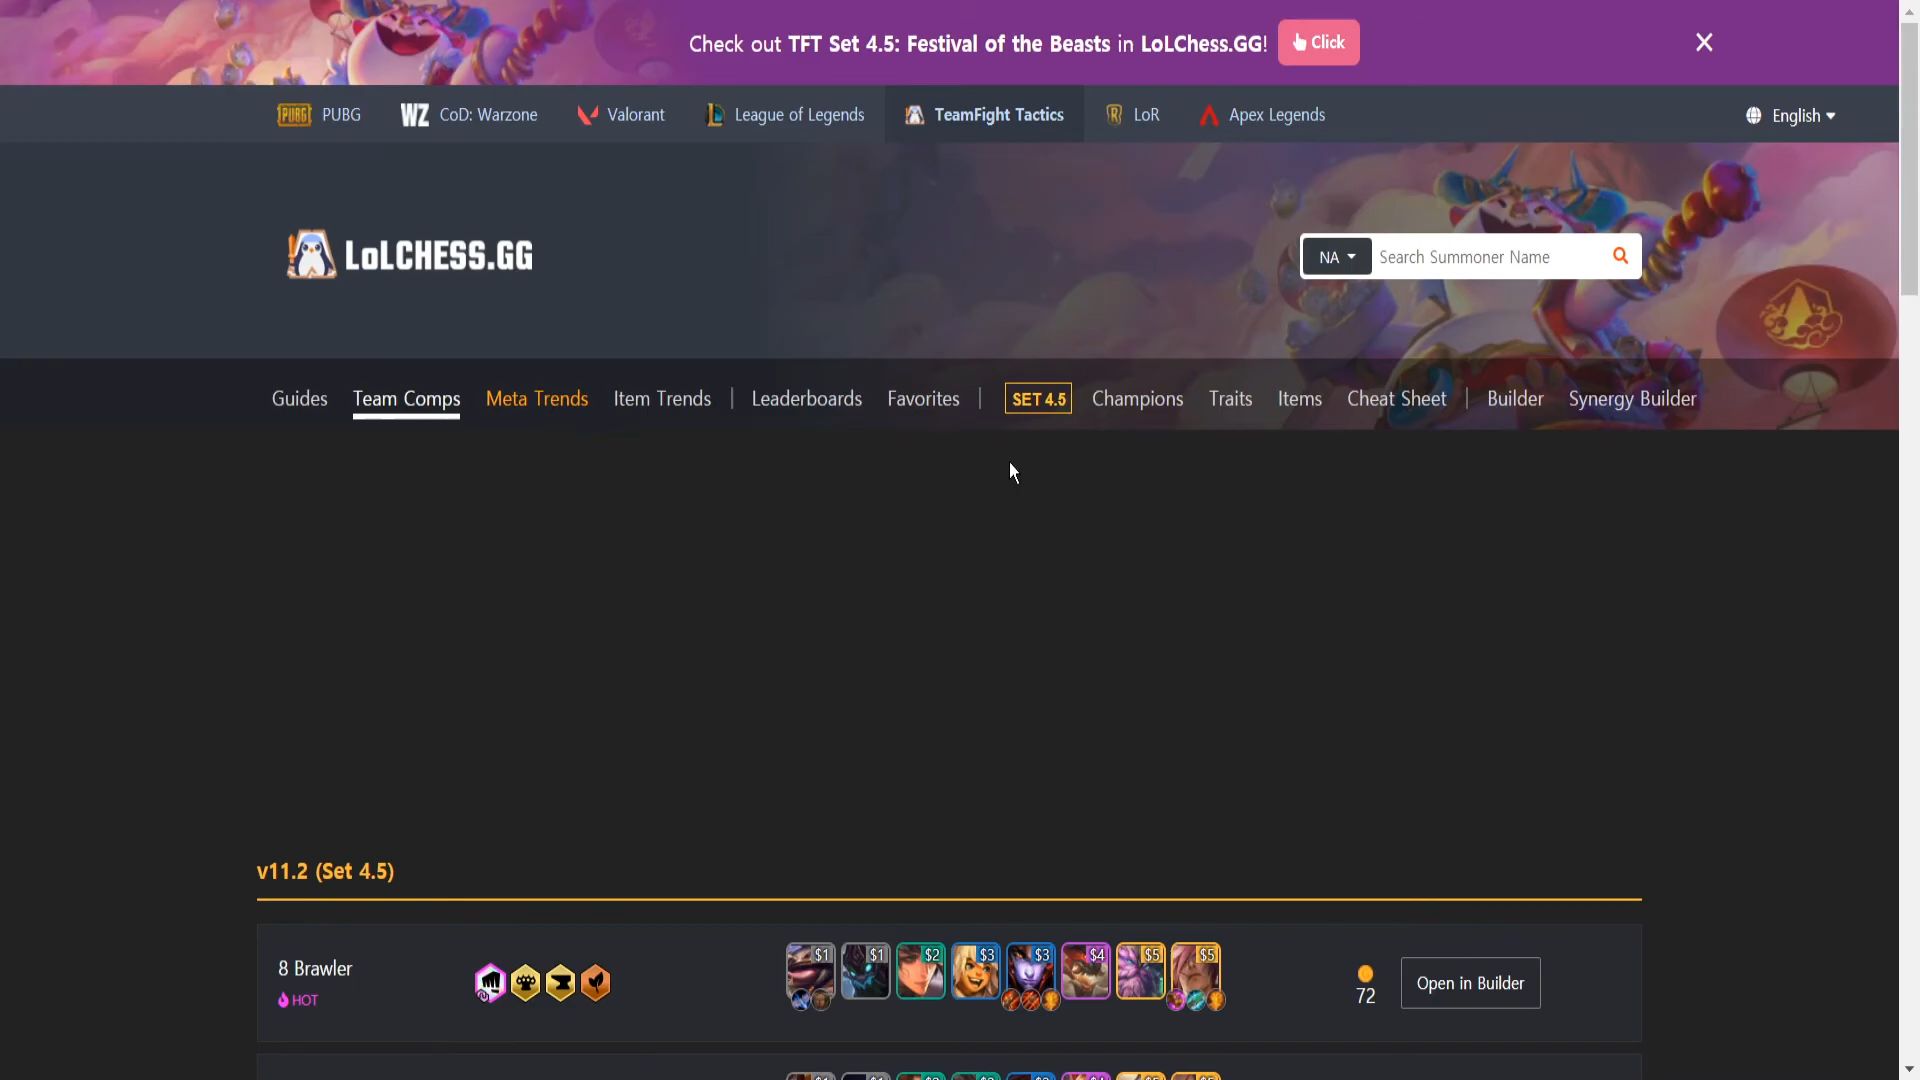 Check out TFT Set 4.5: Festival of the Beasts in LoLChess.GG! Click
PUBG PUBG WZ CoD: Warzone Valorant League of Legends TeamFight Tactics LoR Apex Legends English
LoLCHESS.GG
NA Search Summoner Name
Guides Team Comps Meta Trends Item Trends | Leaderboards Favorites | SET 4.5 Champions Traits Items Cheat Sheet | Builder Synergy Builder
v11.2 (Set 4.5)
8 Brawler
HOT
$1 $1 $2 $3 $3 $4 $5 $5
72
Open in Builder